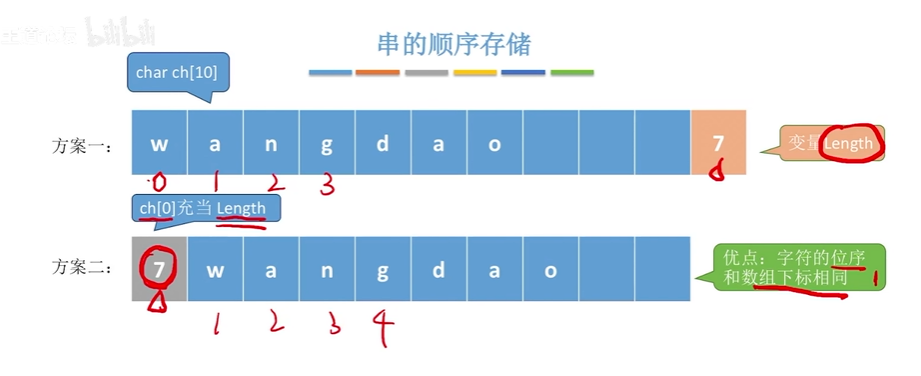 bilibili
串的顺序存储
char ch[10]
方案一：
w a n g d a o 7
变量Length
0 1 2 3
ch[0]充当 Length
方案二：
7 w a n g d a o
优点：字符的位序
和数组下标相同 1
1 2 3 4